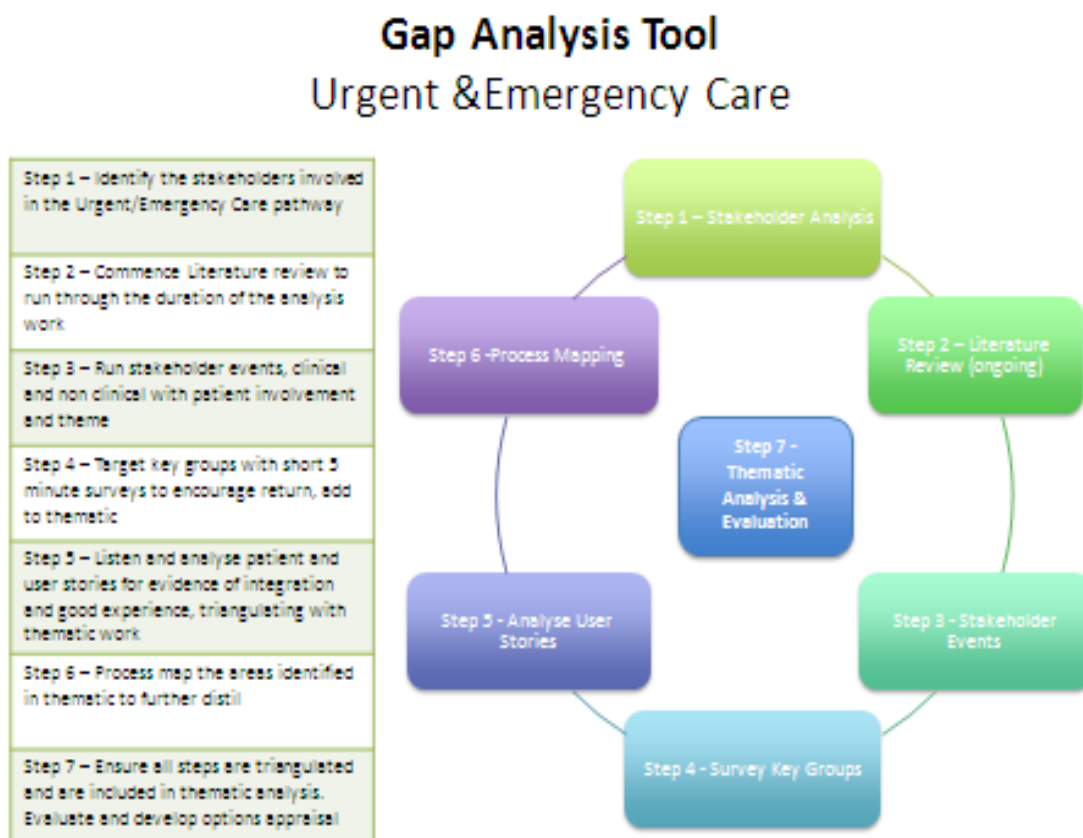 Gap Analysis Tool
Urgent &Emergency Care
Step 1 – Identify the stakeholders involved
in the Urgent/Emergency Care pathway
Step 2 – Commence Literature review to
run through the duration of the analysis
work
Step 3 – Run stakeholder events, clinical
and non clinical with patient involvement
and theme
Step 4 – Target key groups with short 5
minute surveys to encourage return, add
to thematic
Step 5 – Listen and analyse patient and
user stories for evidence of integration
and good experience, triangulating with
thematic work
Step 6 – Process map the areas identified
in thematic to further distil
Step 7 – Ensure all steps are triangulated
and are included in thematic analysis.
Evaluate and develop options appraisal
Step 1 – Stakeholder Analysis
Step 2 – Literature
Review (ongoing)
Step 3 - Stakeholder
Events
Step 4 - Survey Key Groups
Step 5 - Analyse User
Stories
Step 6 -Process Mapping
Step 7 -
Thematic
Analysis &
Evaluation